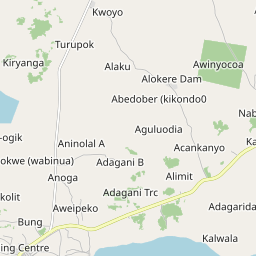 Kwoyo
Turupok
Kiryanga
Alaku
Awinyocoa
Alokere Dam
Abedober (kikondo0
Nab
Aguluodia
-ogik
Aninolal A
Acankanyo
Ka
okwe (wabinua)
Adagani B
Anoga
Alimit
kolit
Adagani Trc
Aweipeko
Adagarida
Bung
Kalwala
ing Centre